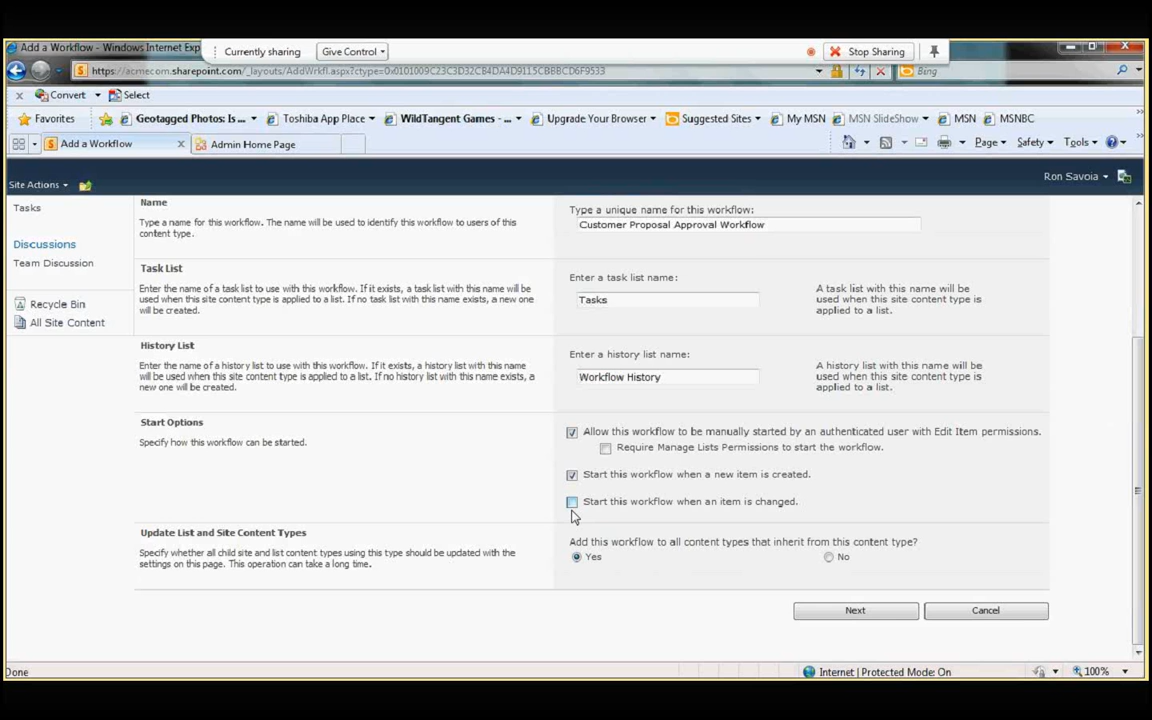 Add a Workflow - Windows Internet Exp
Currently sharing
Give Control
Stop Sharing
https://acmecom.sharepoint.com/_layouts/AddWrkfl.aspx?ctype=0x0101009C23C3D32CB4DA4D9115CBBBCD6F9533
Bing
x Convert Select
Favorites
Geotagged Photos: Is...
Toshiba App Place
WildTangent Games - ...
Upgrade Your Browser
Suggested Sites
My MSN
MSN SlideShow
MSN
MSNBC
Add a Workflow
Admin Home Page
Page
Safety
Tools
Site Actions
Ron Savoia
Tasks
Discussions
Team Discussion
Recycle Bin
All Site Content
Name
Type a name for this workflow. The name will be used to identify this workflow to users of this
content type.
Type a unique name for this workflow:
Customer Proposal Approval Workflow
Task List
Enter the name of a task list to use with this workflow. If it exists, a task list with this name
will be used when this site content type is applied to a list. If no task list with this name exists, a new one
will be created.
Enter a task list name:
Tasks
A task list with this name will be
used when this site content type is
applied to a list.
History List
Enter the name of a history list to use with this workflow. If it exists, a history list with this name
will be used when this site content type is applied to a list. If no history list with this name exists, a
new one will be created.
Enter a history list name:
Workflow History
A history list with this name will be
used when this site content type is
applied to a list.
Start Options
Specify how this workflow can be started.
Allow this workflow to be manually started by an authenticated user with Edit Item permissions.
Require Manage Lists Permissions to start the workflow.
Start this workflow when a new item is created.
Start this workflow when an item is changed.
Update List and Site Content Types
Specify whether all child site and list content types using this type should be updated with the
settings on this page. This operation can take a long time.
Add this workflow to all content types that inherit from this content type?
Yes
No
Next
Cancel
Done
Internet | Protected Mode: On
100%